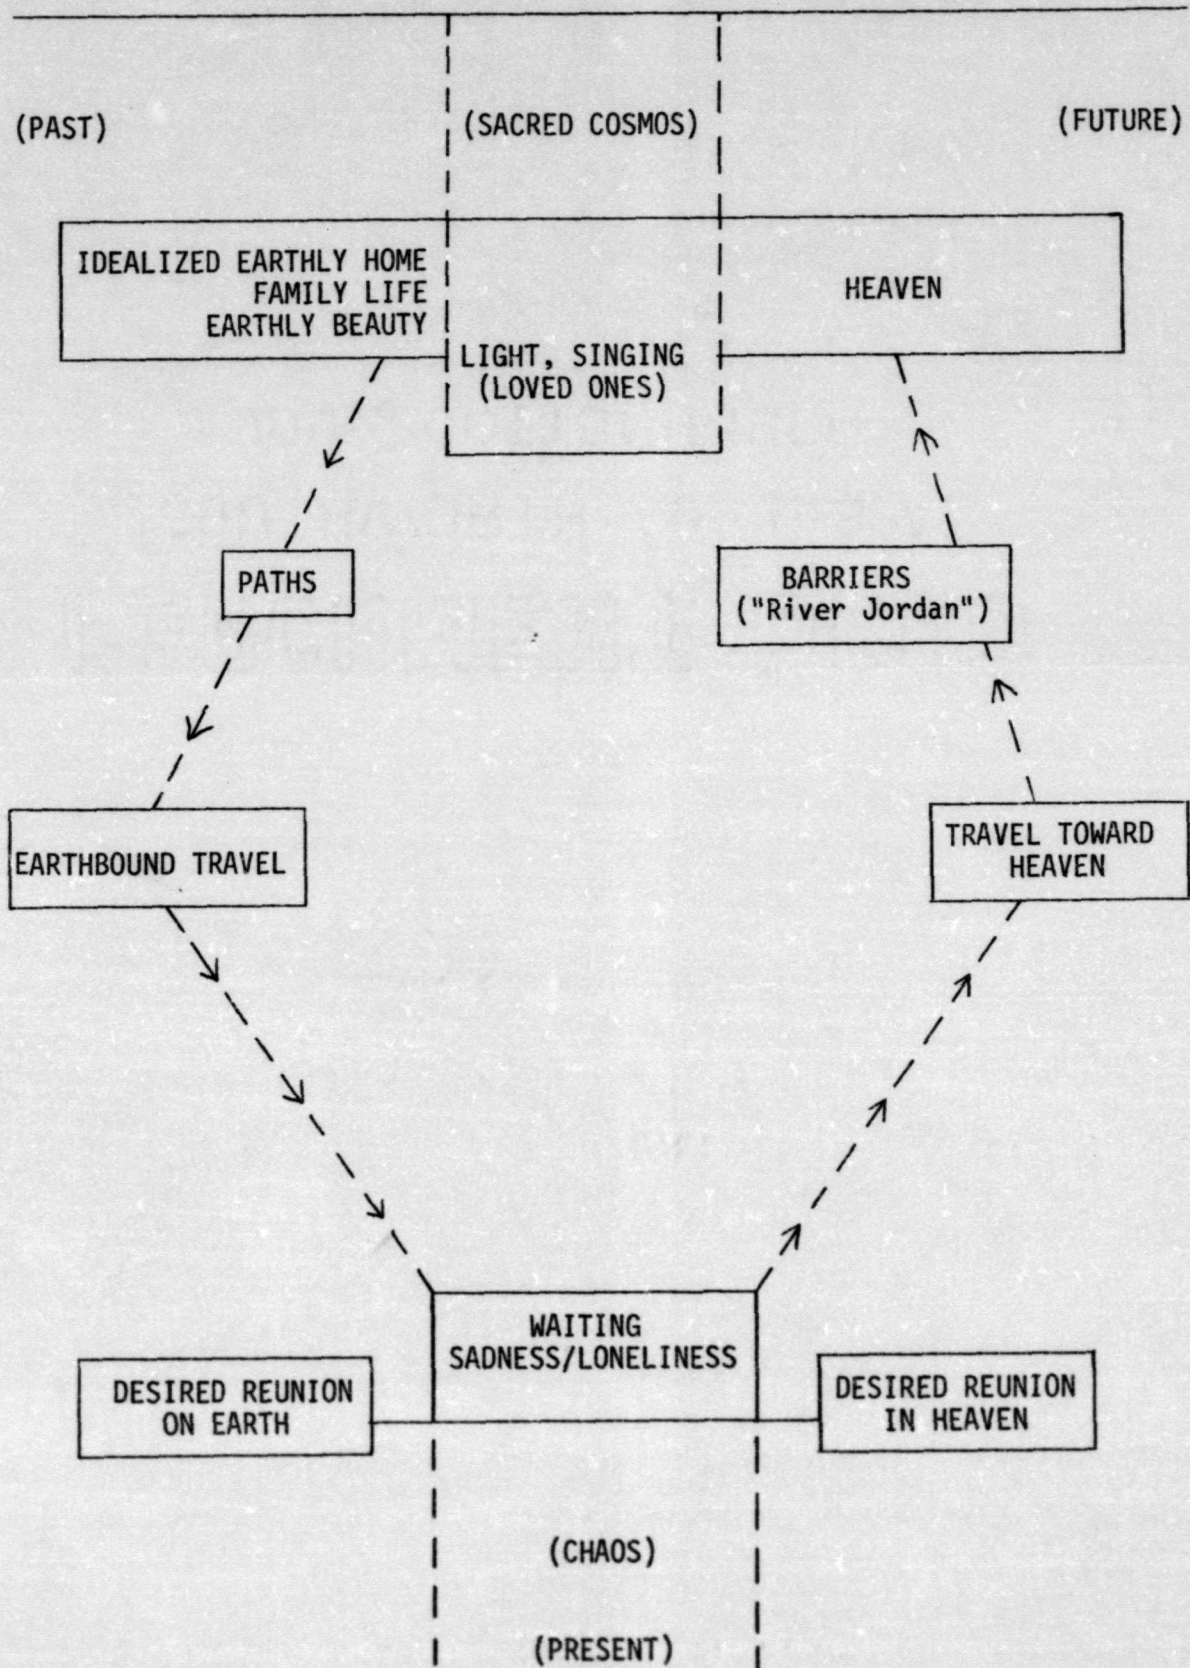 (PAST)
(SACRED COSMOS)
(FUTURE)
IDEALIZED EARTHLY HOME
FAMILY LIFE
EARTHLY BEAUTY
HEAVEN
LIGHT, SINGING
(LOVED ONES)
PATHS
BARRIERS
("River Jordan")
EARTHBOUND TRAVEL
TRAVEL TOWARD
HEAVEN
WAITING
SADNESS/LONELINESS
DESIRED REUNION
ON EARTH
DESIRED REUNION
IN HEAVEN
(CHAOS)
(PRESENT)